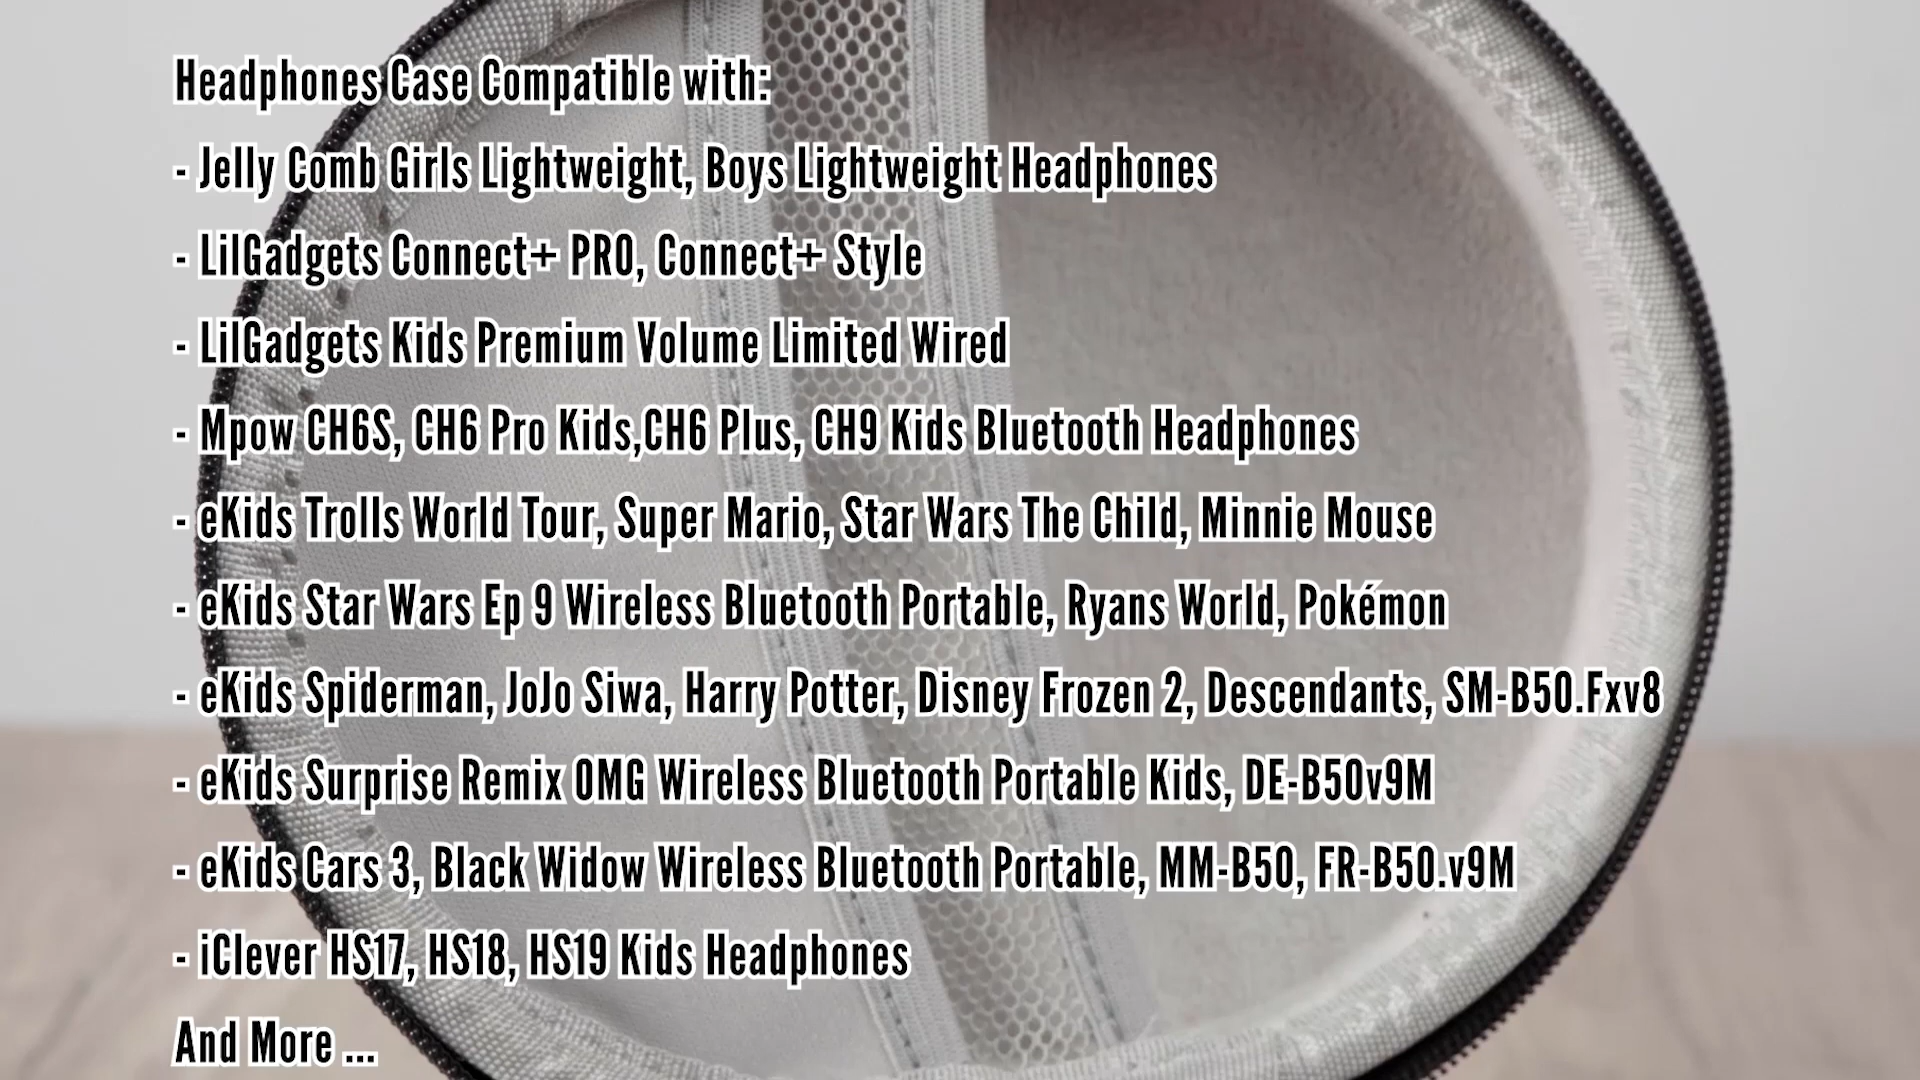 Headphones Case Compatible with:
- Jelly Comb Girls Lightweight, Boys Lightweight Headphones
- LilGadgets Connect+ PRO, Connect+ Style
- LilGadgets Kids Premium Volume Limited Wired
- Mpow CH6S, CH6 Pro Kids,CH6 Plus, CH9 Kids Bluetooth Headphones
- eKids Trolls World Tour, Super Mario, Star Wars The Child, Minnie Mouse
- eKids Star Wars Ep 9 Wireless Bluetooth Portable, Ryans World, Pokémon
- eKids Spiderman, JoJo Siwa, Harry Potter, Disney Frozen 2, Descendants, SM-B50.Fxv8
- eKids Surprise Remix OMG Wireless Bluetooth Portable Kids, DE-B50v9M
- eKids Cars 3, Black Widow Wireless Bluetooth Portable, MM-B50, FR-B50.v9M
- iClever HS17, HS18, HS19 Kids Headphones
And More ...